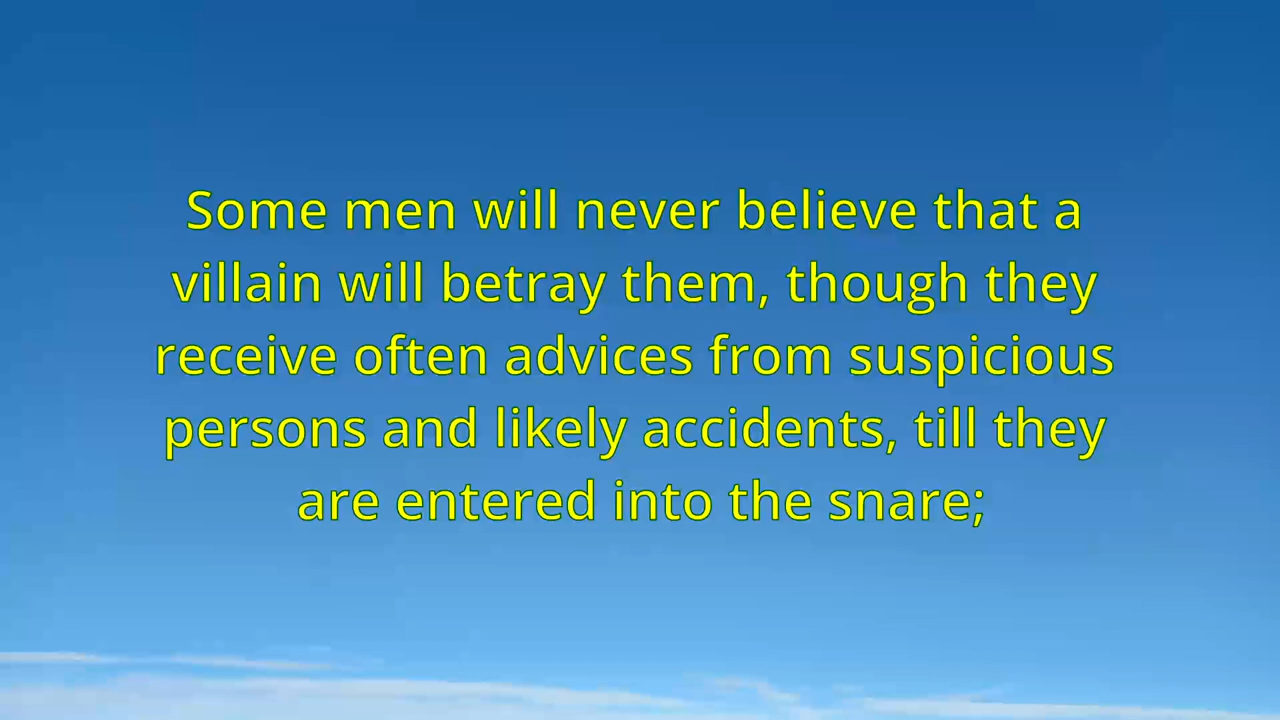 Some men will never believe that a
villain will betray them, though they
receive often advices from suspicious
persons and likely accidents, till they
are entered into the snare;